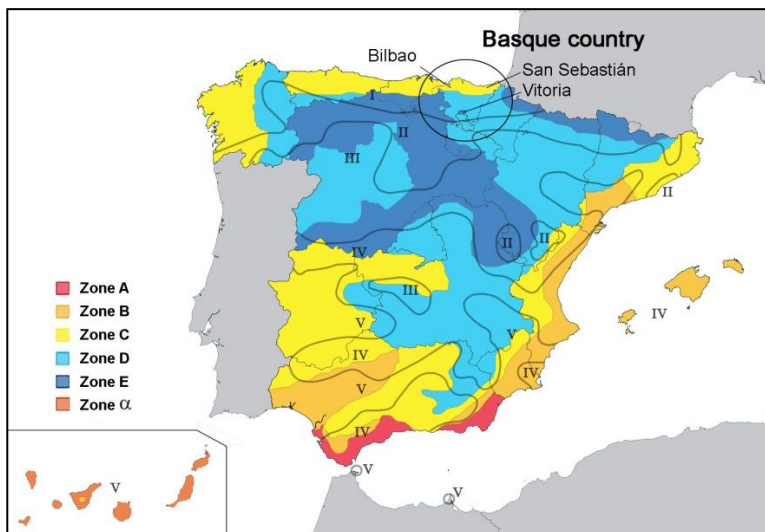 Basque country
Bilbao
San Sebastián
Vitoria
I
II
III
II
II
II
IV
III
IV
V
V
IV
IV
V
IV
Zone A
Zone B
Zone C
Zone D
Zone E
Zone α
V
V
V